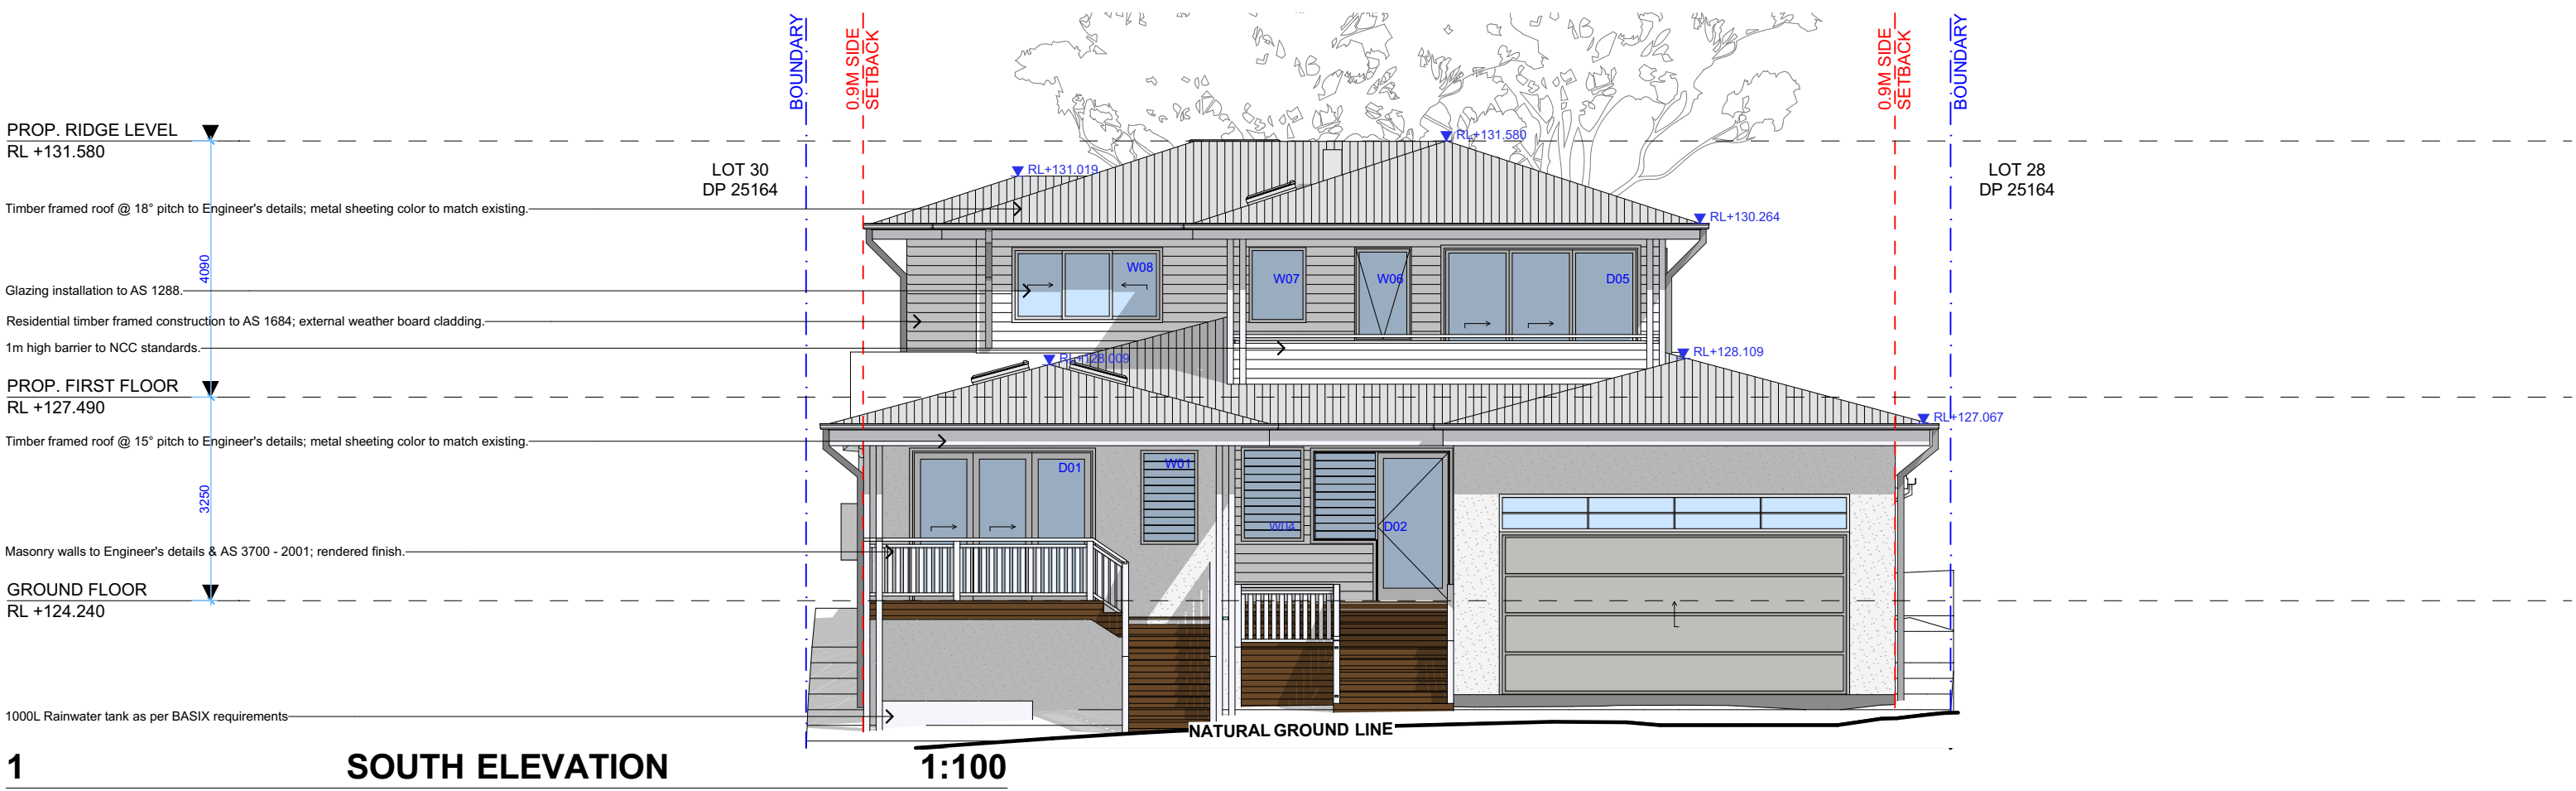 BOUNDARY
0.9M SIDE
SETBACK
0.9M SIDE
SETBACK
BOUNDARY
PROP. RIDGE LEVEL
RL +131.580
RL+131.580
LOT 30
DP 25164
RL+131.019
LOT 28
DP 25164
Timber framed roof @ 18° pitch to Engineer's details; metal sheeting color to match existing.
RL+130.264
4090
W08
W07
W06
D05
Glazing installation to AS 1288.
Residential timber framed construction to AS 1684; external weather board cladding.
1m high barrier to NCC standards.
RL+128.009
RL+128.109
PROP. FIRST FLOOR
RL +127.490
RL+127.067
Timber framed roof @ 15° pitch to Engineer's details; metal sheeting color to match existing.
D01
W01
3250
W04
D02
Masonry walls to Engineer's details & AS 3700 - 2001; rendered finish.
GROUND FLOOR
RL +124.240
1000L Rainwater tank as per BASIX requirements
NATURAL GROUND LINE
1 SOUTH ELEVATION 1:100